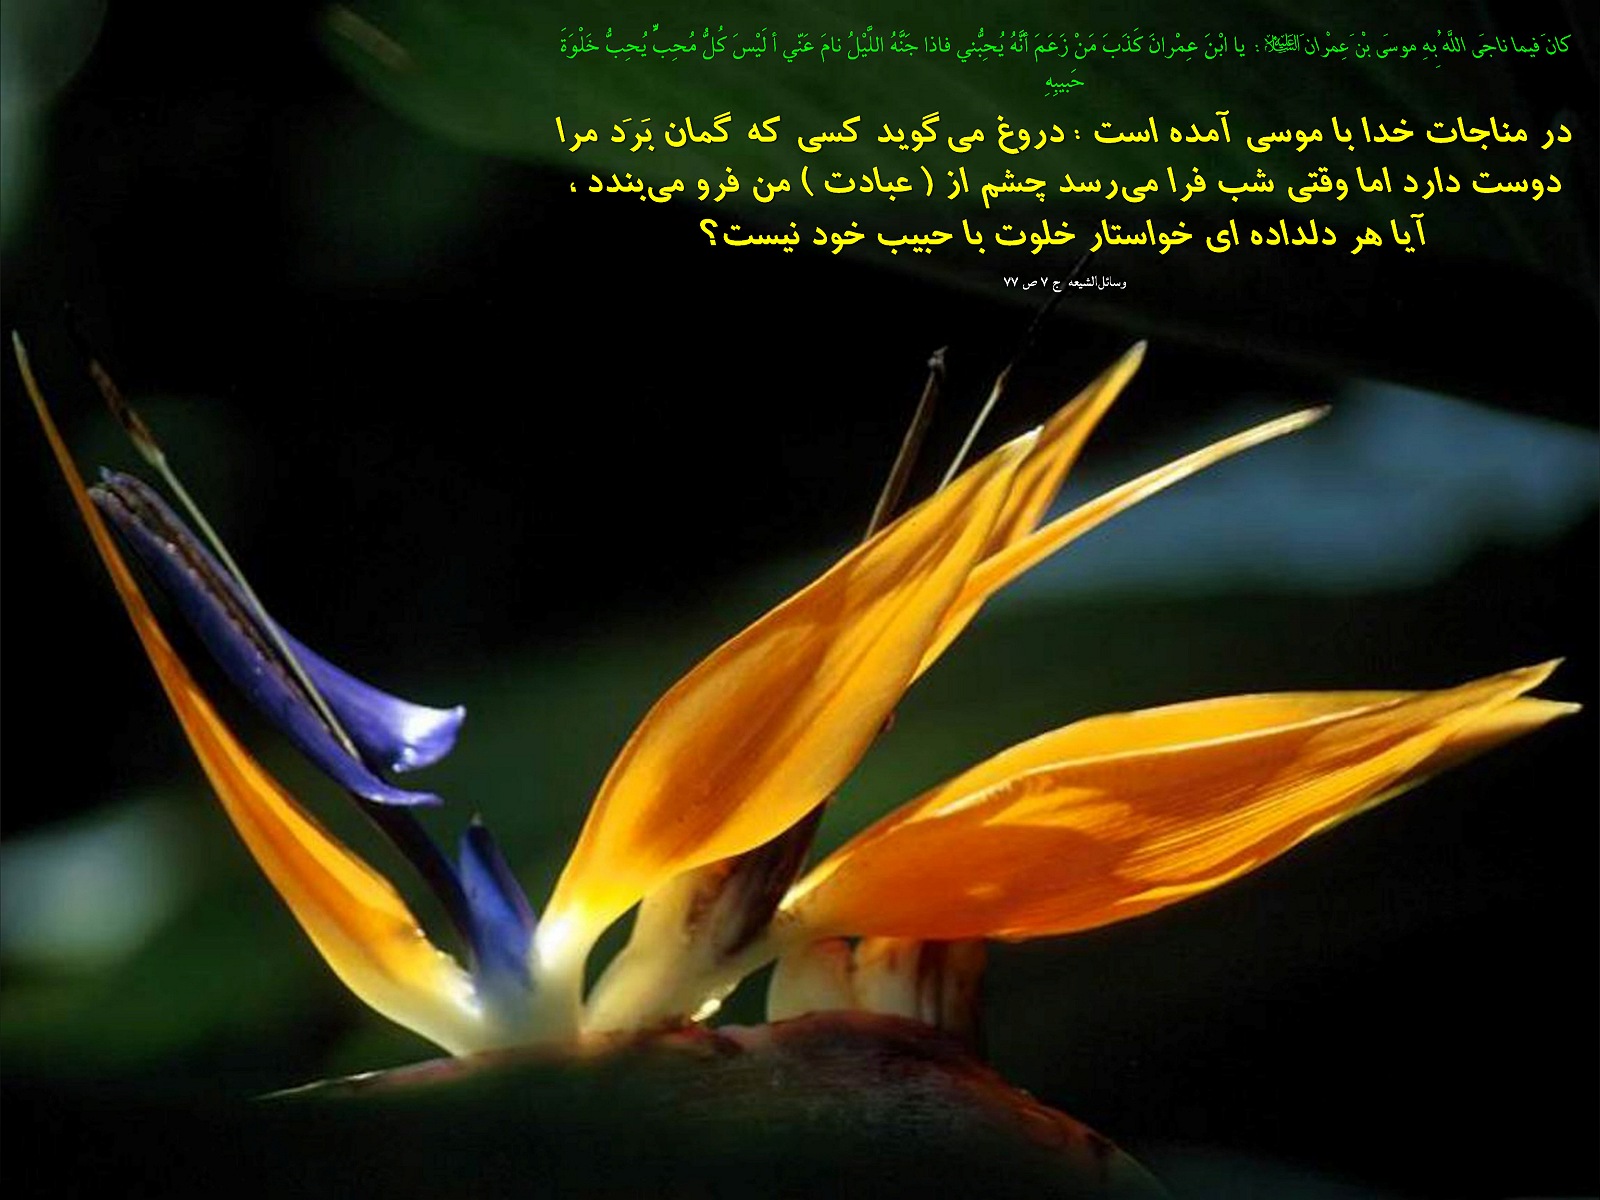 كانَ فيما ناجَى اللَّهُ بِهِ موسَى بْنَ عِمْران علیه‌السلام : يا ابْنَ عِمْرانَ كَذَبَ مَنْ زَعَمَ أَنَّهُ يُحِبُّني فاذا جَنَّهُ اللَّيْلُ نامَ عَنّي أ لَيْسَ كُلُّ مُحِبٍّ يُحِبُّ خَلْوَةَ
حَبيبِهِ
در مناجات خدا با موسی آمده است : دروغ می گوید کسی که گمان بَرَد مرا
دوست دارد اما وقتی شب فرا می‌رسد چشم از ( عبادت ) من فرو می‌بندد ،
آیا هر دلداده ای خواستار خلوت با حبیب خود نیست؟
وسائل‌الشیعه ج ۷ ص ۷۷